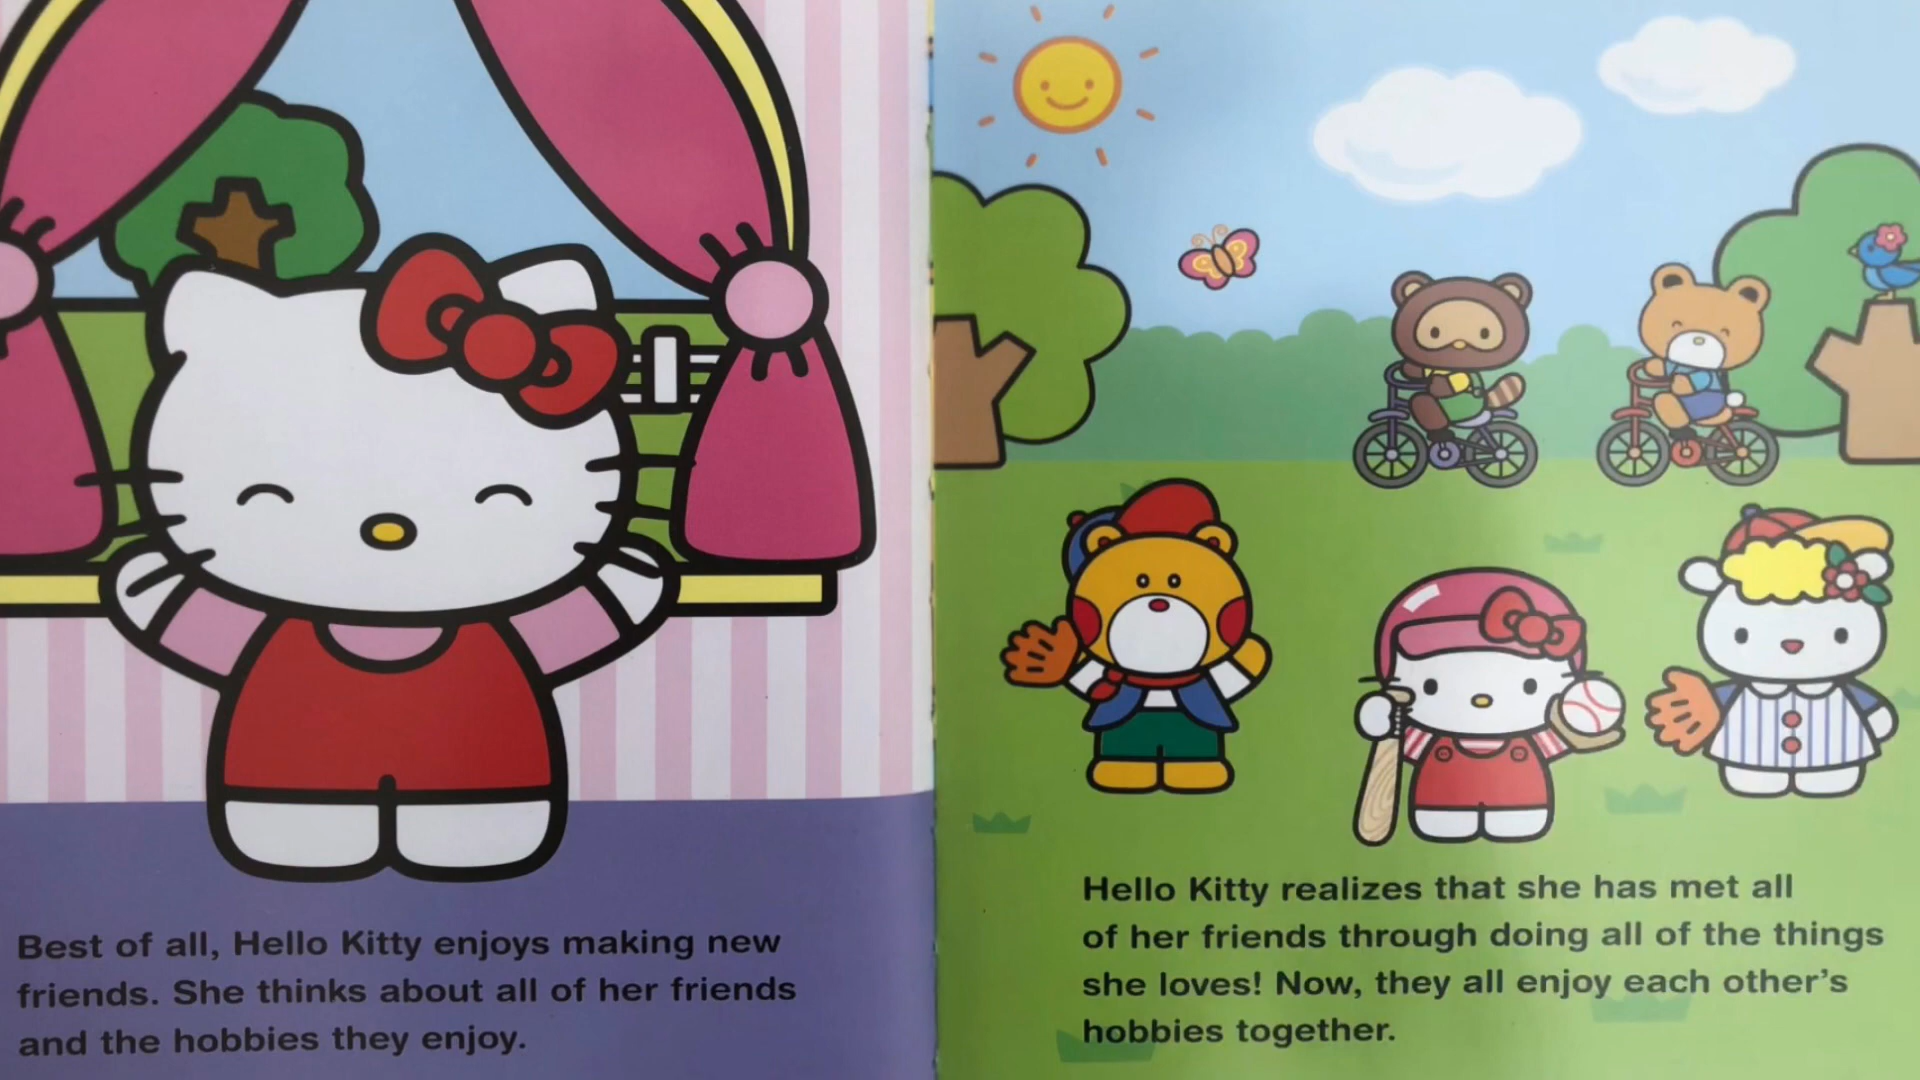 Best of all, Hello Kitty enjoys making new
friends. She thinks about all of her friends
and the hobbies they enjoy.
Hello Kitty realizes that she has met all
of her friends through doing all of the things
she loves! Now, they all enjoy each other’s
hobbies together.